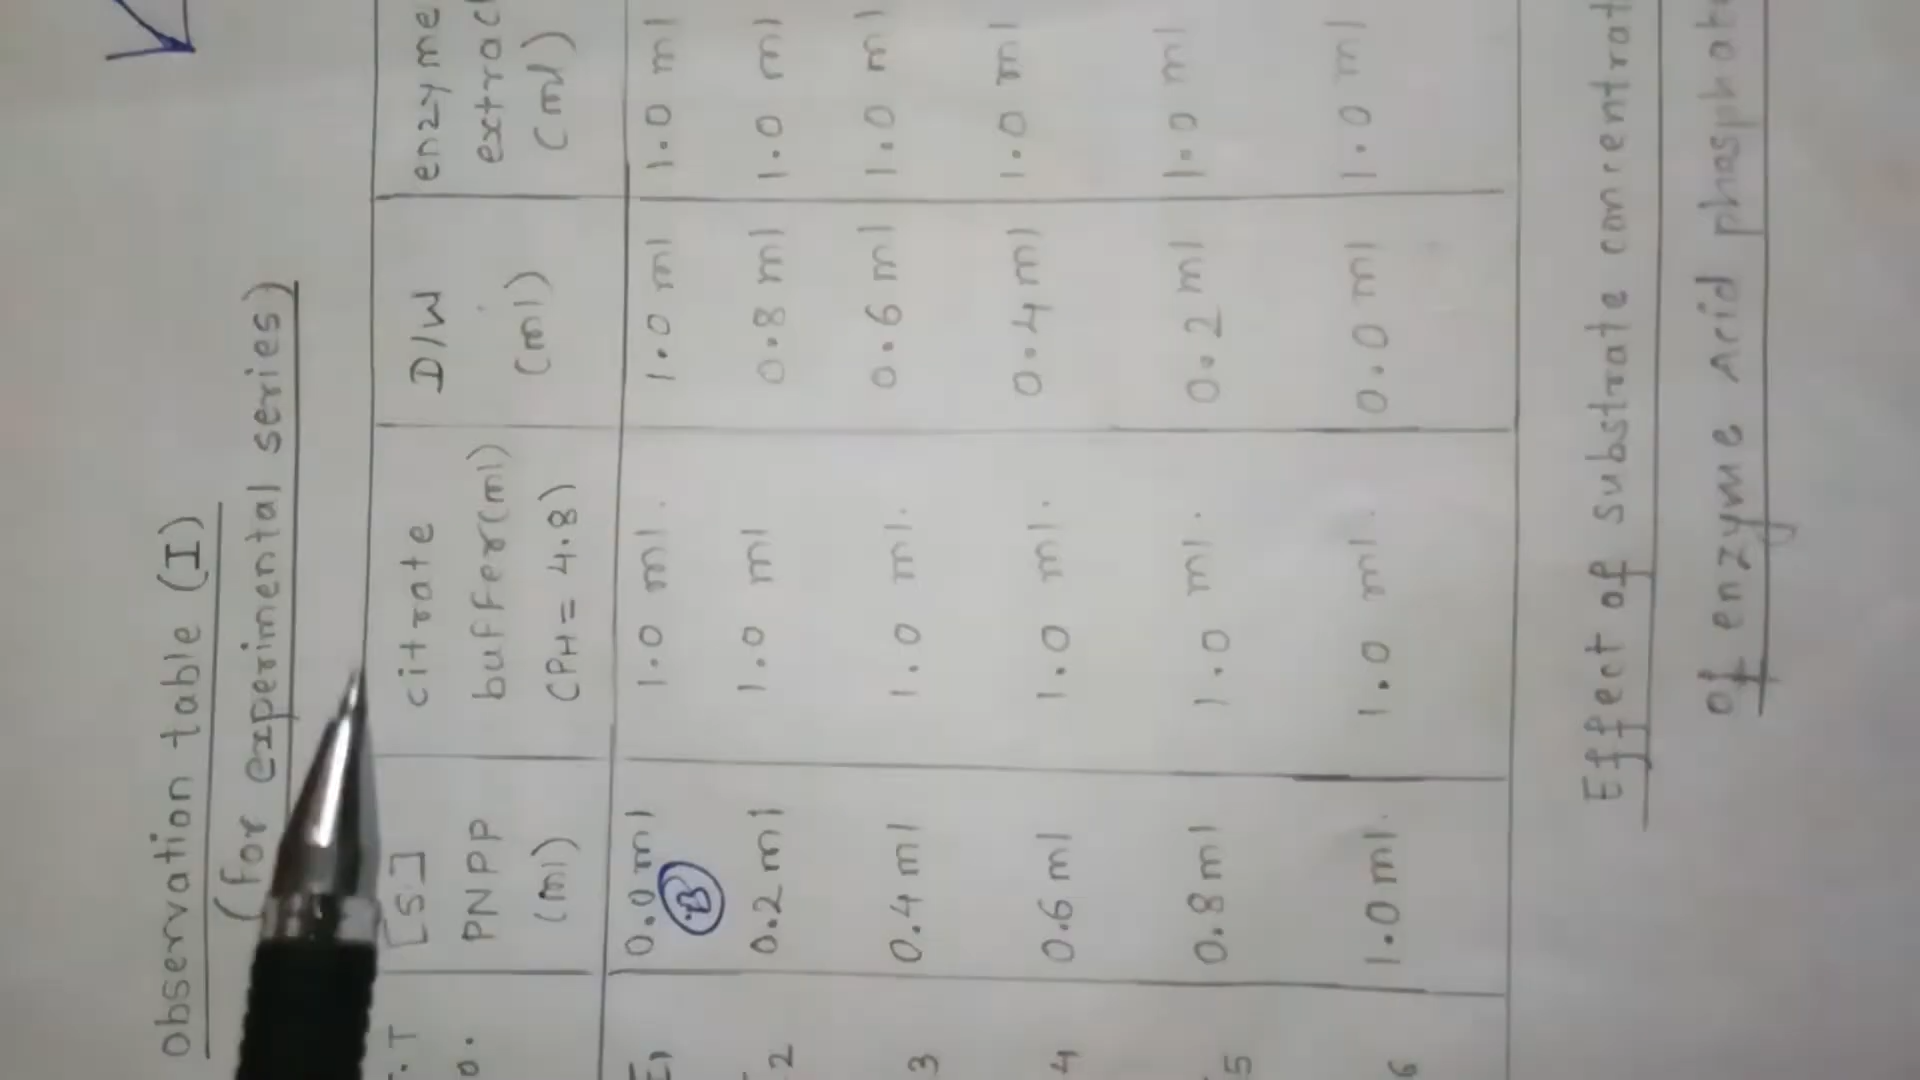 observation table (I)
(for experimental series)
[S] citrate D/W enzyme
PNPP buffer(ml) (ml) extrac
(ml) (PH = 4.8) (ml)
0.0 ml 1.0 ml. 1.0 ml 1.0 ml
B
2 0.2 ml 1.0 ml 0.8 ml 1.0 ml
3 0.4 ml 1.0 ml. 0.6 ml 1.0 ml
4 0.6 ml 1.0 ml. 0.4 ml 1.0 ml
5 0.8 ml 1.0 ml. 0.2 ml 1.0 ml
6 1.0 ml. 1.0 ml. 0.0 ml 1.0 ml
Effect of substrate concentrat
of enzyme Acid phosphat